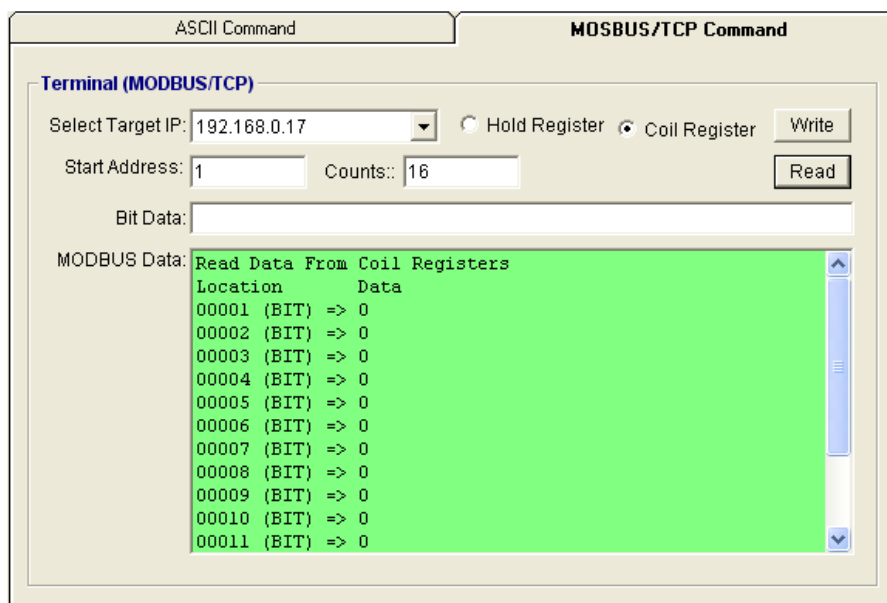 ASCII Command
MOSBUS/TCP Command
Terminal (MODBUS/TCP)
Select Target IP: 192.168.0.17 Hold Register Coil Register Write
Start Address: 1 Counts:: 16 Read
Bit Data:
MODBUS Data: Read Data From Coil Registers
Location Data
00001 (BIT) => 0
00002 (BIT) => 0
00003 (BIT) => 0
00004 (BIT) => 0
00005 (BIT) => 0
00006 (BIT) => 0
00007 (BIT) => 0
00008 (BIT) => 0
00009 (BIT) => 0
00010 (BIT) => 0
00011 (BIT) => 0